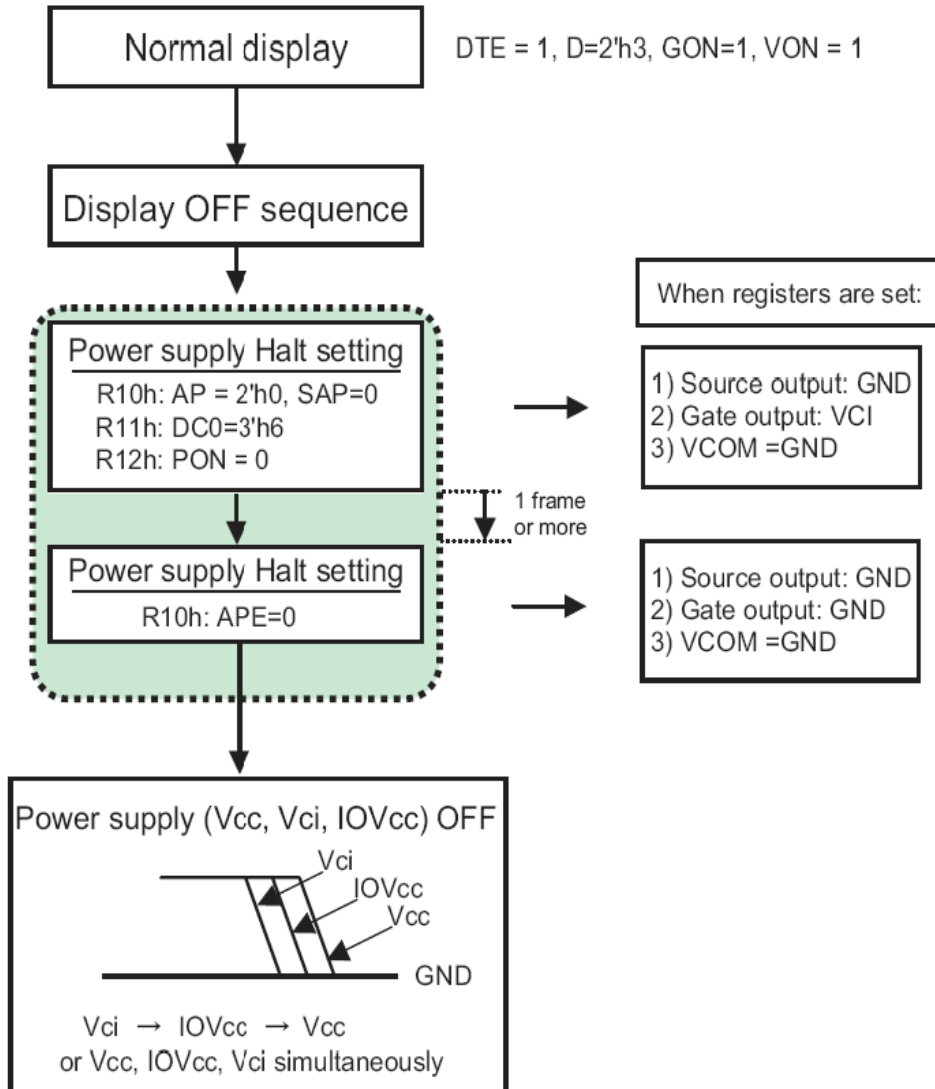 Normal display
DTE = 1, D=2'h3, GON=1, VON = 1
Display OFF sequence
When registers are set:
Power supply Halt setting
R10h: AP = 2'h0, SAP=0
R11h: DC0=3'h6
R12h: PON = 0
1) Source output: GND
2) Gate output: VCI
3) VCOM =GND
1 frame
or more
Power supply Halt setting
R10h: APE=0
1) Source output: GND
2) Gate output: GND
3) VCOM =GND
Power supply (Vcc, Vci, IOVcc) OFF
Vci
IOVcc
Vcc
GND
Vci → IOVcc → Vcc
or Vcc, IOVcc, Vci simultaneously